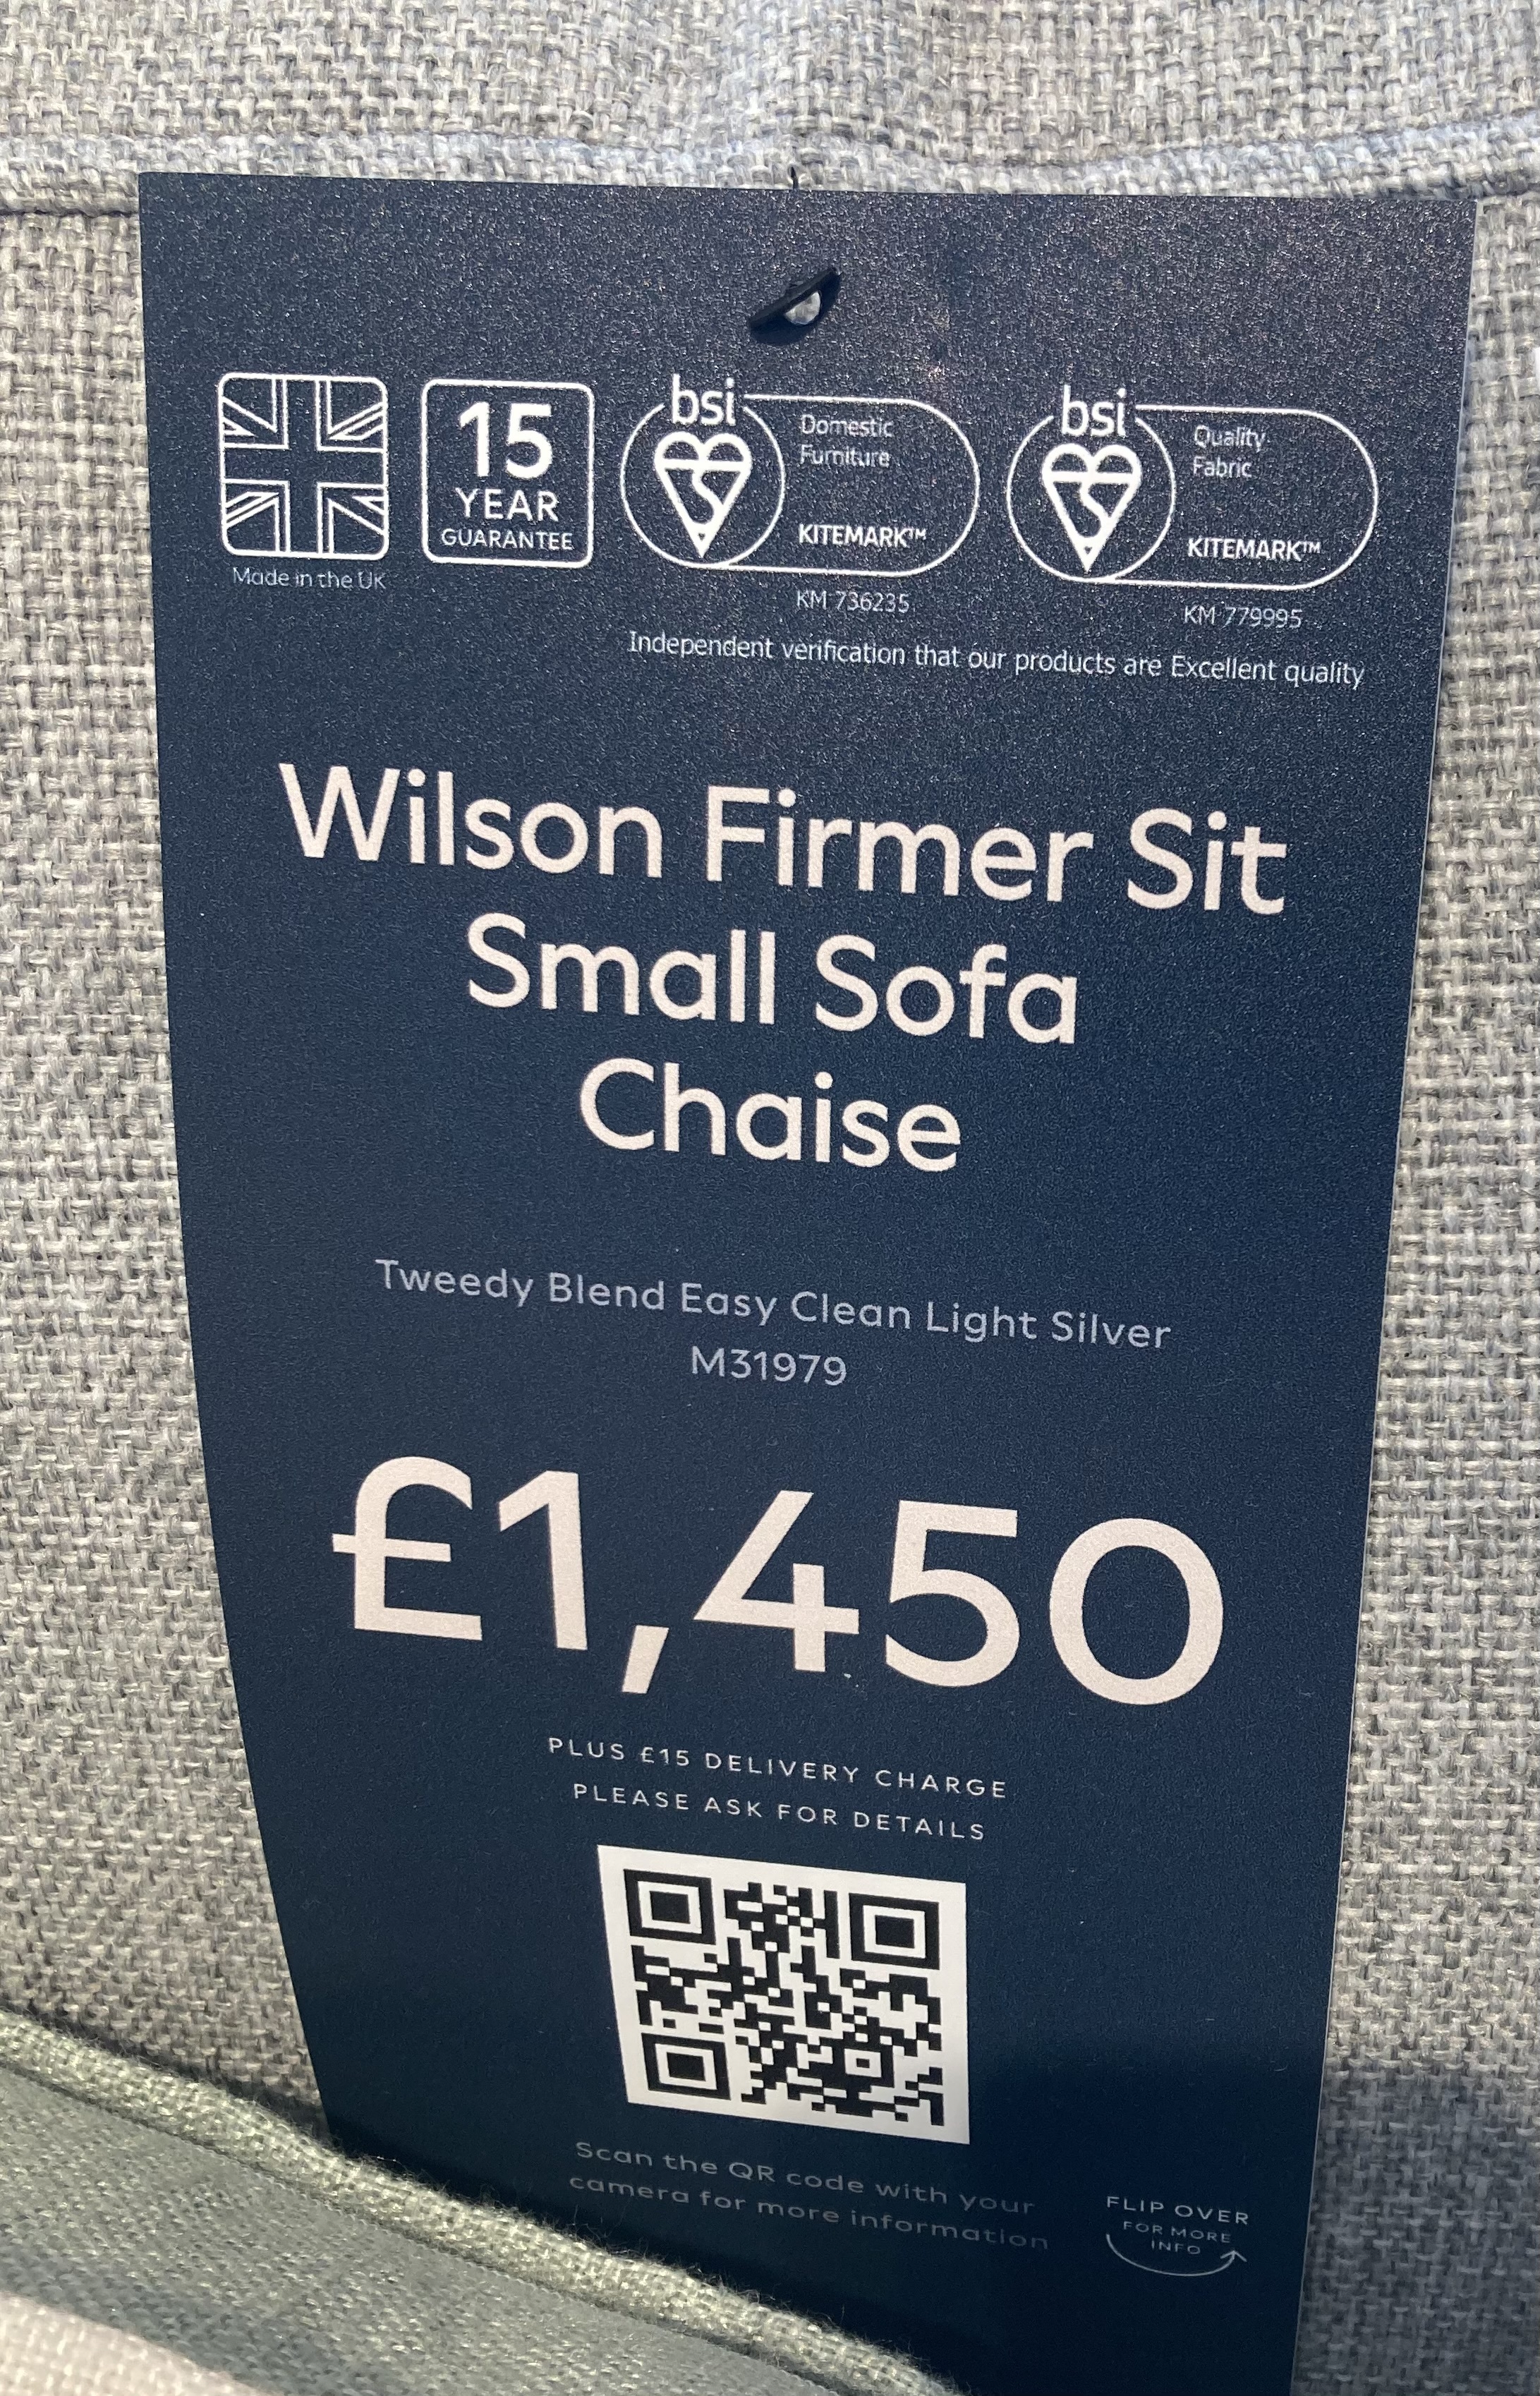 15
YEAR
GUARANTEE
Made in the UK
bsi
Domestic
Furniture
KITEMARK™
KM 736235
bsi
Quality
Fabric
KITEMARK™
KM 779995
Independent verification that our products are Excellent quality
Wilson Firmer Sit
Small Sofa
Chaise
Tweedy Blend Easy Clean Light Silver
M31979
£1,450
PLUS £15 DELIVERY CHARGE
PLEASE ASK FOR DETAILS
Scan the QR code with your
camera for more information
FLIP OVER
FOR MORE
INFO